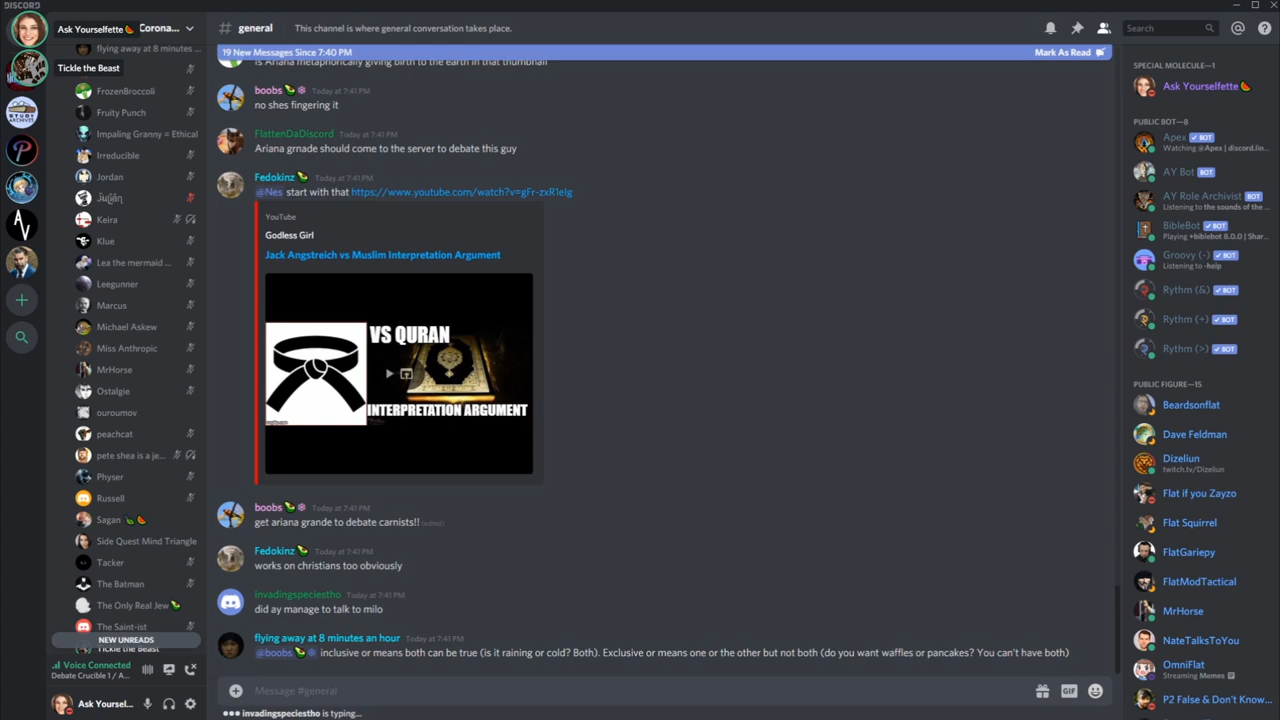 DISCORD
Ask Yourselfette🍉
Corona...
flying away at 8 minutes ...
Tickle the Beast
FrozenBroccoli
Fruity Punch
Impaling Granny = Ethical
Irreducible
Jordan
Keira
Klue
Lea the mermaid ...
Leegunner
Marcus
Michael Askew
Miss Anthropic
MrHorse
Ostalgie
ouroumov
peachcat
pete shea is a je...
Physer
Russell
Sagan
Side Quest Mind Triangle
Tacker
The Batman
The Only Real Jew
The Saint-ist
NEW UNREADS
Tickle the Beast
Voice Connected
Debate Crucible 1 / A...
Ask Yoursel...
# general
This channel is where general conversation takes place.
Search
19 New Messages Since 7:40 PM
Mark As Read
is Ariana metaphorically giving birth to the earth in that thumbnail
boobs Today at 7:41 PM
no shes fingering it
FlattenDaDiscord Today at 7:41 PM
Ariana grnade should come to the server to debate this guy
Fedokinz Today at 7:41 PM
@Nes start with that https://www.youtube.com/watch?v=gFr-zxR1eIg
YouTube
Godless Girl
Jack Angstreich vs Muslim Interpretation Argument
VS QURAN
INTERPRETATION ARGUMENT
boobs Today at 7:41 PM
get ariana grande to debate carnists!! (edited)
Fedokinz Today at 7:41 PM
works on christians too obviously
invadingspeciestho Today at 7:41 PM
did ay manage to talk to milo
flying away at 8 minutes an hour Today at 7:41 PM
@boobs inclusive or means both can be true (is it raining or cold? Both). Exclusive or means one or the other but not both (do you want waffles or pancakes? You can't have both)
Message #general
GIF
invadingspeciestho is typing...
SPECIAL MOLECULE—1
Ask Yourselfette
PUBLIC BOT—8
Apex BOT
Watching @Apex | discord.lin...
AY Bot BOT
AY Role Archivist BOT
Listening to the sounds of the...
BibleBot BOT
Playing +biblebot 8.0.0 | Shar...
Groovy (-) BOT
Listening to -help
Rythm (&) BOT
Rythm (+) BOT
Rythm (>) BOT
PUBLIC FIGURE—15
Beardsonflat
Dave Feldman
Dizeliun
twitch.tv/Dizeliun
Flat if you Zayzo
Flat Squirrel
FlatGariepy
FlatModTactical
MrHorse
NateTalksToYou
OmniFlat
Streaming Memes
P2 False & Don't Know...